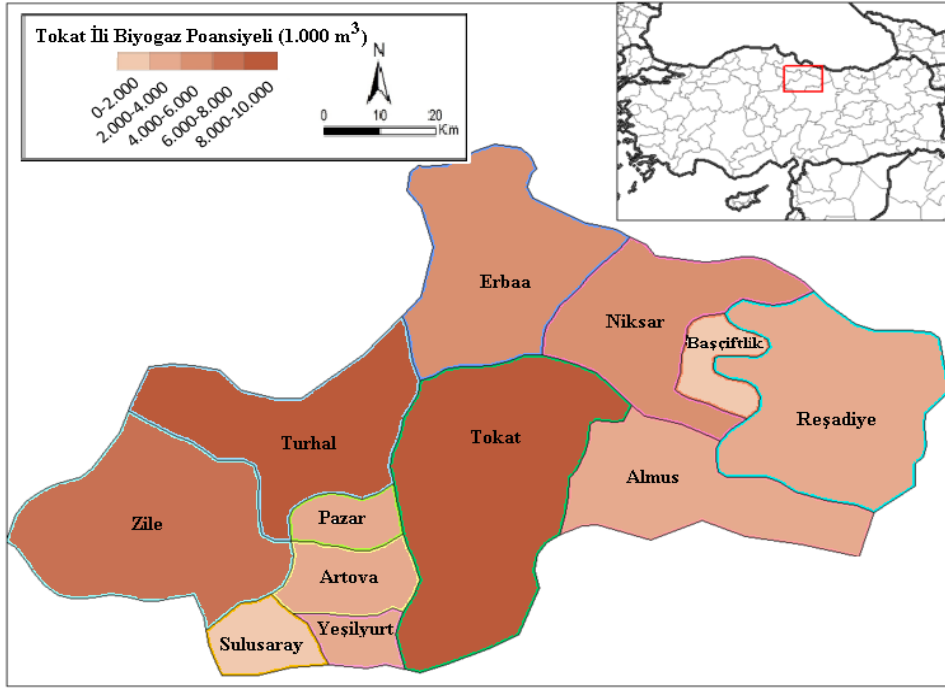 Tokat İli Biyogaz Poansiyeli (1.000 m³)
0-2.000
2.000-4.000
4.000-6.000
6.000-8.000
8.000-10.000
N
0 10 20
Km
Erbaa
Niksar
Başçiftlik
Reşadiye
Turhal
Tokat
Almus
Zile
Pazar
Artova
Yeşilyurt
Sulusaray